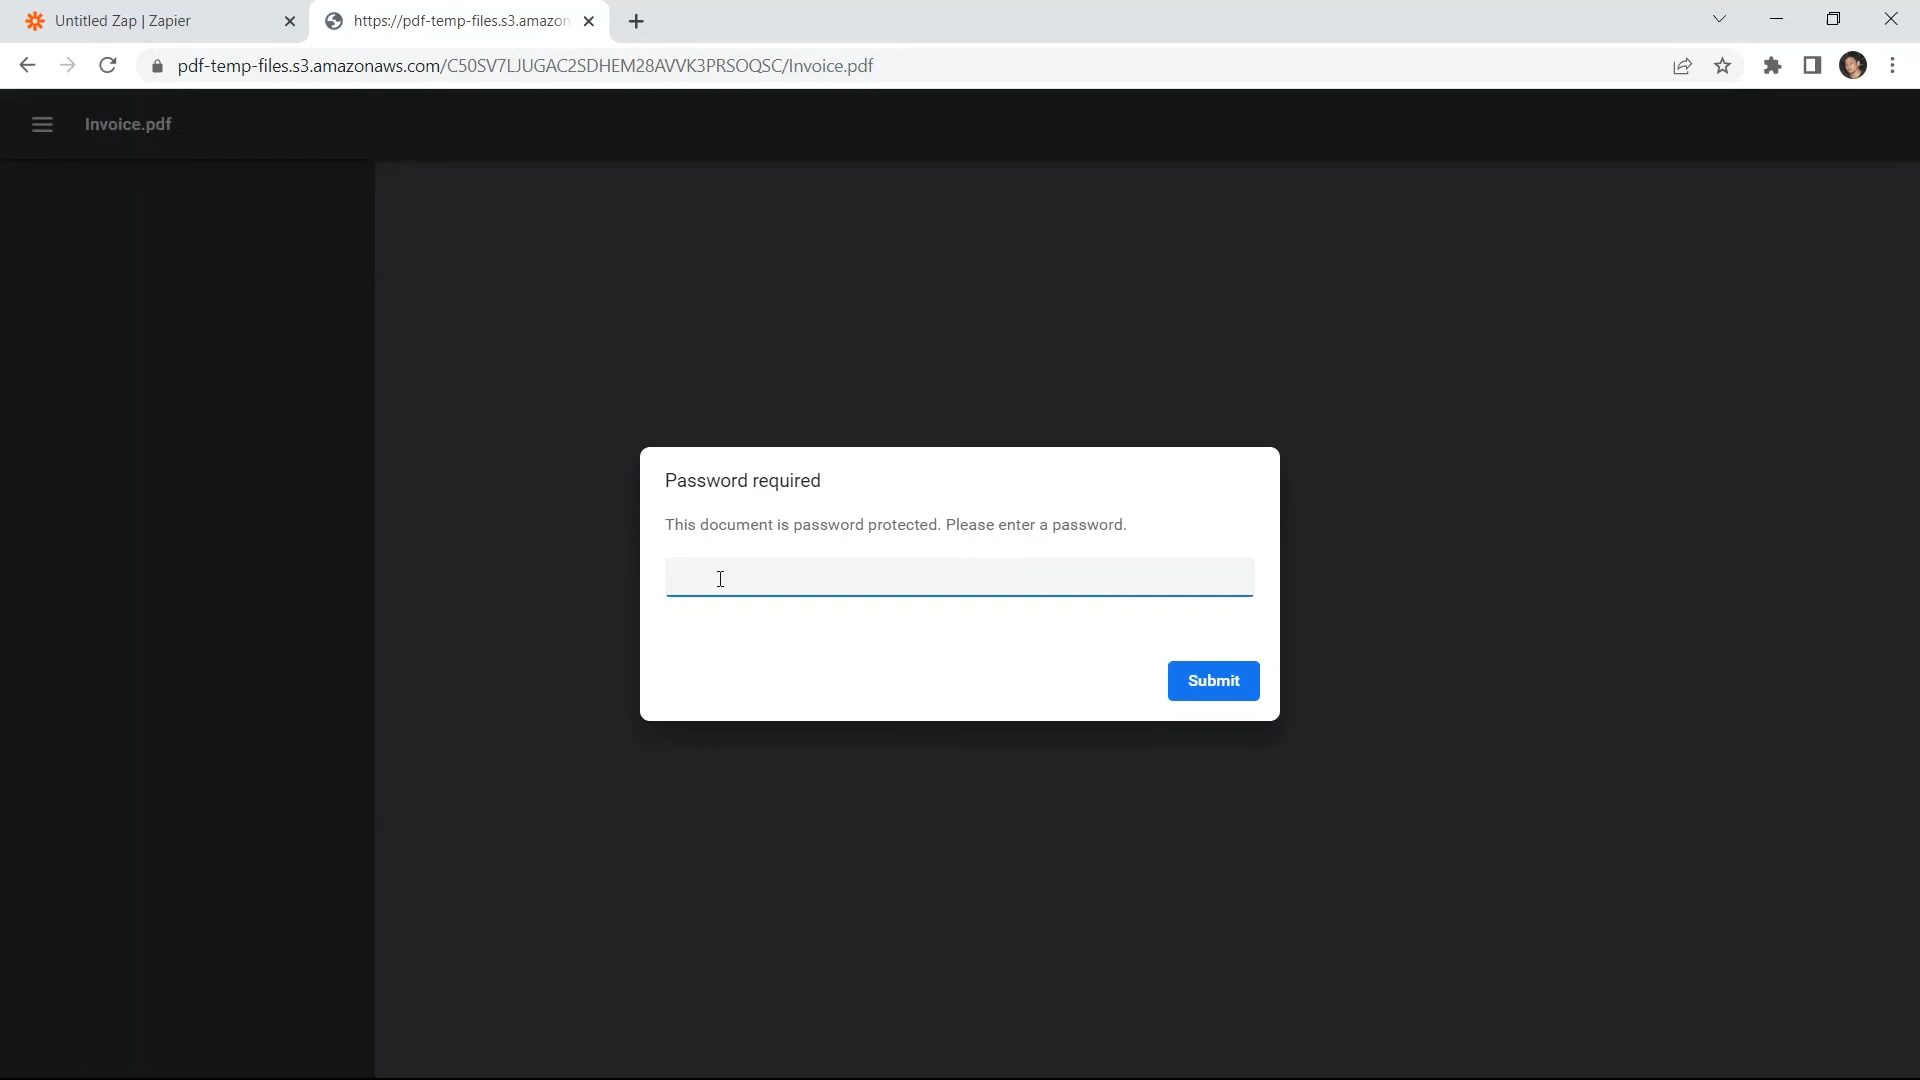 Untitled Zap | Zapier
https://pdf-temp-files.s3.amazon
pdf-temp-files.s3.amazonaws.com/C50SV7LJUGAC2SDHEM28AVVK3PRSOQSC/Invoice.pdf
Invoice.pdf
Password required
This document is password protected. Please enter a password.
Submit